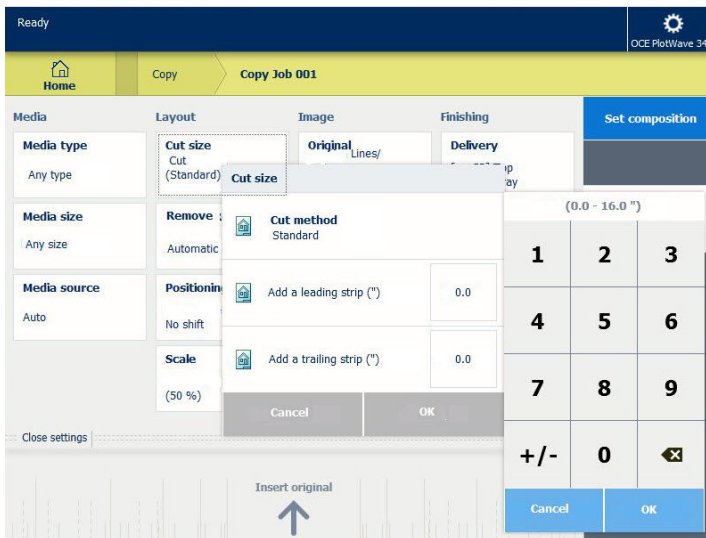 Ready
OCE PlotWave 34
Home
Copy
Copy Job 001
Media
Layout
Image
Finishing
Set composition
Media type
Any type
Cut size
Cut
(Standard)
Original
Lines/
Delivery
Top
Media size
Any size
Remove
Automatic
Media source
Auto
Positioning
No shift
Scale
(50 %)
Cut size
Cut method
Standard
Add a leading strip (")
0.0
Add a trailing strip (")
0.0
Cancel
OK
(0.0 - 16.0 ")
1 2 3
4 5 6
7 8 9
+/- 0
Cancel
OK
Close settings
Insert original